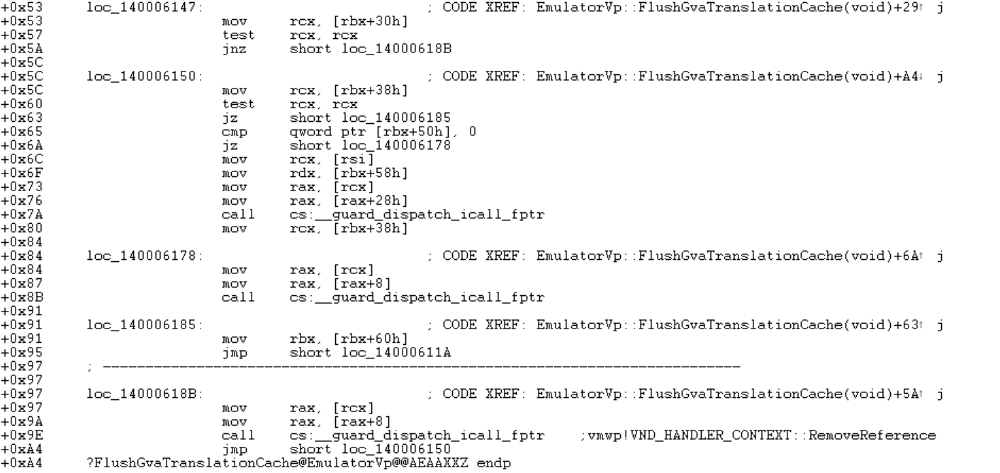 +0x53 loc_140006147: ; CODE XREF: EmulatorVp::FlushGvaTranslationCache(void)+29↑ j
+0x53 mov rcx, [rbx+30h]
+0x57 test rcx, rcx
+0x5A jnz short loc_14000618B
+0x5C
+0x5C loc_140006150: ; CODE XREF: EmulatorVp::FlushGvaTranslationCache(void)+A4↓ j
+0x5C mov rcx, [rbx+38h]
+0x60 test rcx, rcx
+0x63 jz short loc_140006185
+0x65 cmp qword ptr [rbx+50h], 0
+0x6A jz short loc_140006178
+0x6C mov rcx, [rsi]
+0x6F mov rdx, [rbx+58h]
+0x73 mov rax, [rcx]
+0x76 mov rax, [rax+28h]
+0x7A call cs:__guard_dispatch_icall_fptr
+0x80 mov rcx, [rbx+38h]
+0x84
+0x84 loc_140006178: ; CODE XREF: EmulatorVp::FlushGvaTranslationCache(void)+6A↑ j
+0x84 mov rax, [rcx]
+0x87 mov rax, [rax+8]
+0x8B call cs:__guard_dispatch_icall_fptr
+0x91
+0x91 loc_140006185: ; CODE XREF: EmulatorVp::FlushGvaTranslationCache(void)+63↑ j
+0x91 mov rbx, [rbx+60h]
+0x95 jmp short loc_14000611A
+0x97 ; ---------------------------------------------------------------------------
+0x97
+0x97 loc_14000618B: ; CODE XREF: EmulatorVp::FlushGvaTranslationCache(void)+5A↑ j
+0x97 mov rax, [rcx]
+0x9A mov rax, [rax+8]
+0x9E call cs:__guard_dispatch_icall_fptr ;vmwp!VND_HANDLER_CONTEXT::RemoveReference
+0xA4 jmp short loc_140006150
+0xA4 ?FlushGvaTranslationCache@EmulatorVp@@AEAAXXZ endp